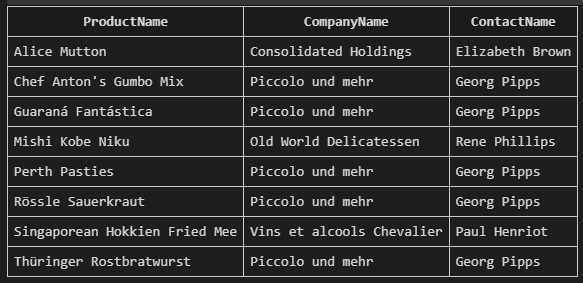 ProductName CompanyName ContactName
Alice Mutton Consolidated Holdings Elizabeth Brown
Chef Anton's Gumbo Mix Piccolo und mehr Georg Pipps
Guaraná Fantástica Piccolo und mehr Georg Pipps
Mishi Kobe Niku Old World Delicatessen Rene Phillips
Perth Pasties Piccolo und mehr Georg Pipps
Rössle Sauerkraut Piccolo und mehr Georg Pipps
Singaporean Hokkien Fried Mee Vins et alcools Chevalier Paul Henriot
Thüringer Rostbratwurst Piccolo und mehr Georg Pipps